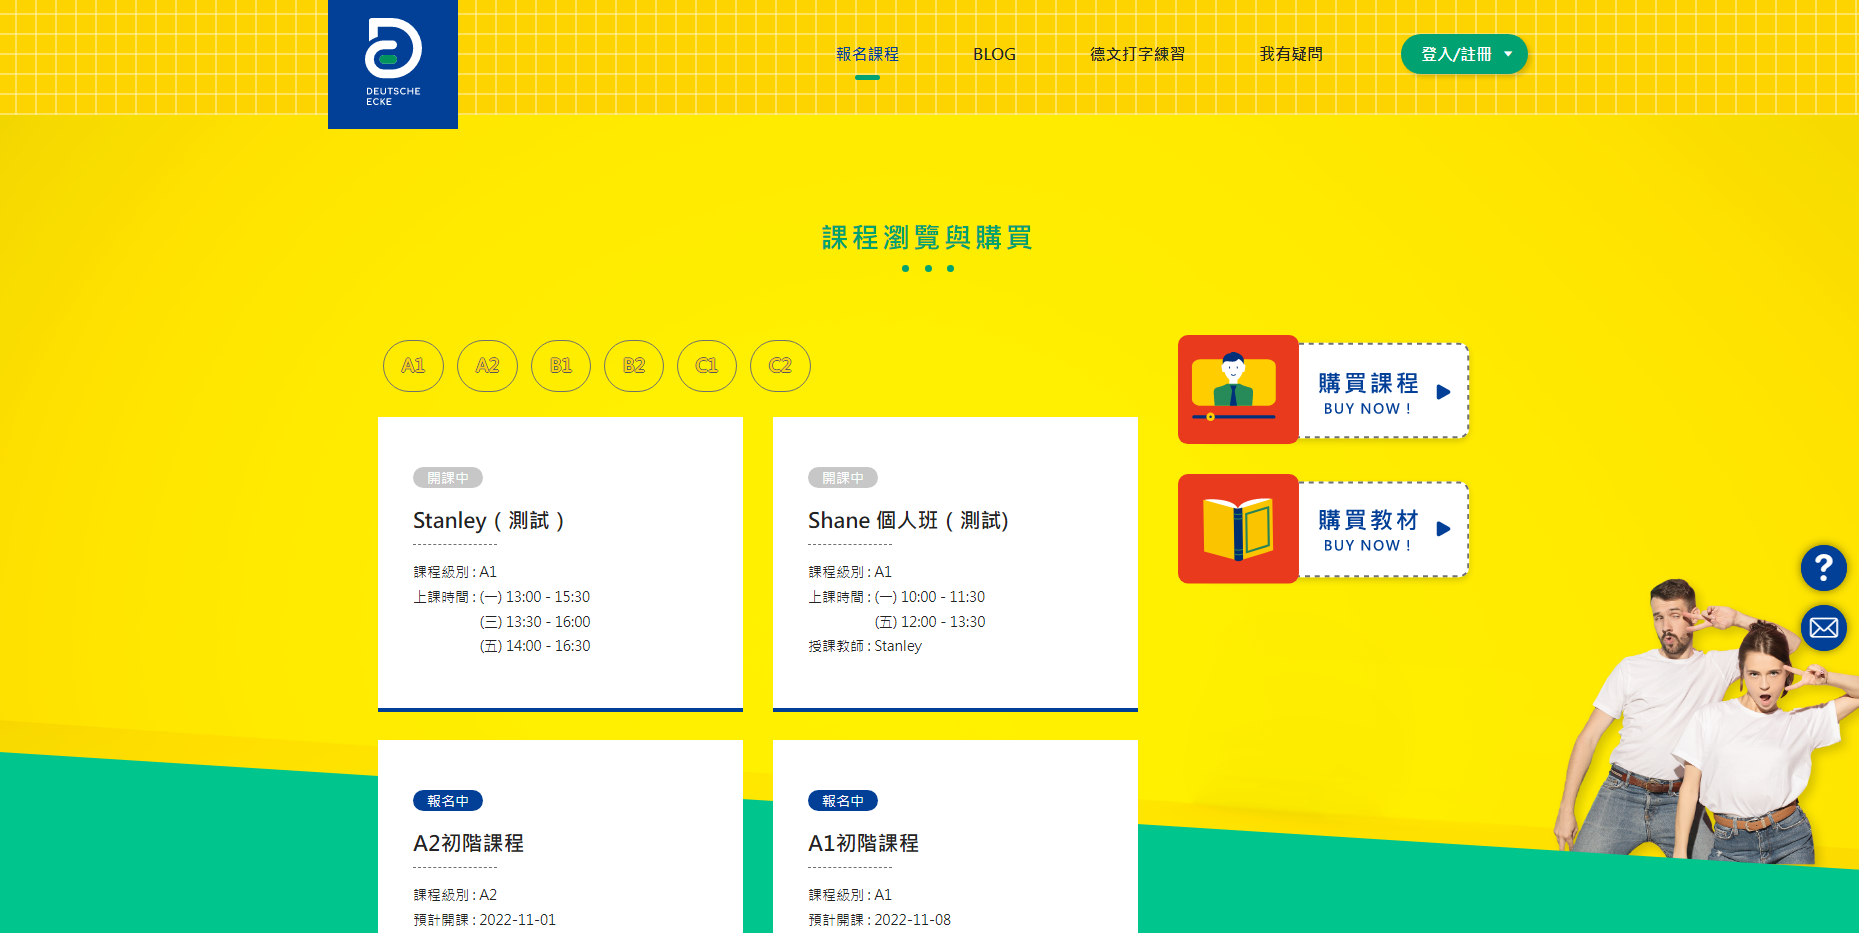 DEUTSCHE
ECKE
報名課程
BLOG
德文打字練習
我有疑問
登入/註冊
課程瀏覽與購買
A1
A2
B1
B2
C1
C2
開課中
Stanley ( 測試 )
課程級別 : A1
上課時間 : (一) 13:00 - 15:30
(三) 13:30 - 16:00
(五) 14:00 - 16:30
開課中
Shane 個人班 ( 測試)
課程級別 : A1
上課時間 : (一) 10:00 - 11:30
(五) 12:00 - 13:30
授課教師 : Stanley
購買課程
BUY NOW !
購買教材
BUY NOW !
?
報名中
A2初階課程
課程級別 : A2
預計開課 : 2022-11-01
報名中
A1初階課程
課程級別 : A1
預計開課 : 2022-11-08